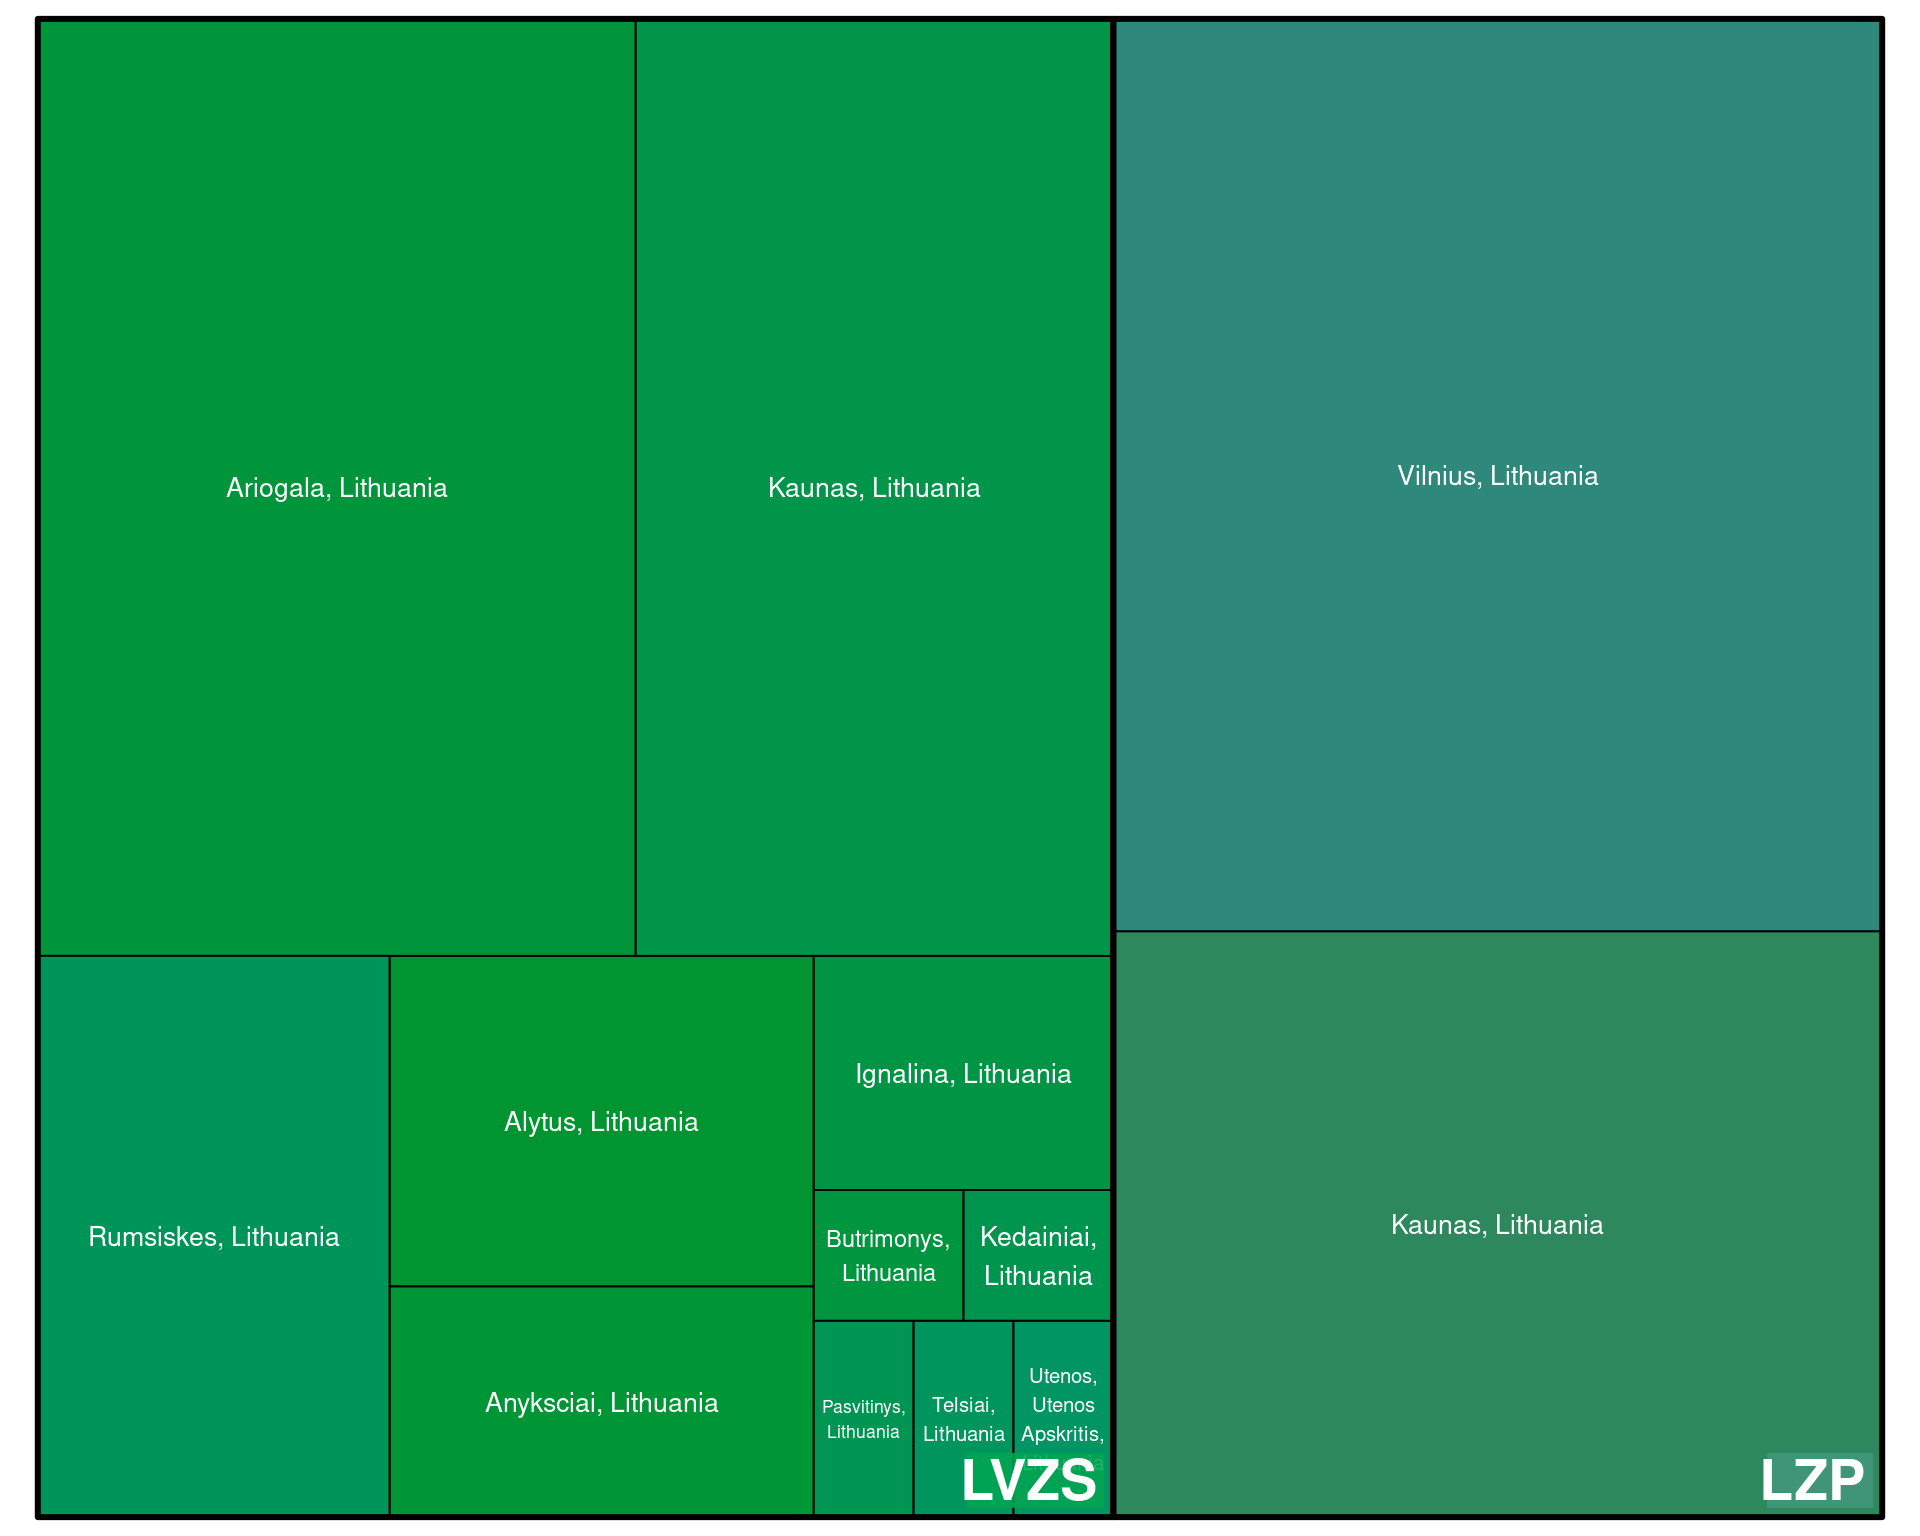 Ariogala, Lithuania
Kaunas, Lithuania
Vilnius, Lithuania
Rumsiskes, Lithuania
Alytus, Lithuania
Anyksciai, Lithuania
Ignalina, Lithuania
Butrimonys,
Lithuania
Kedainiai,
Lithuania
Pasvitinys,
Lithuania
Telsiai,
Lithuania
Utenos,
Utenos
Apskritis,
LVZS
Kaunas, Lithuania
LZP